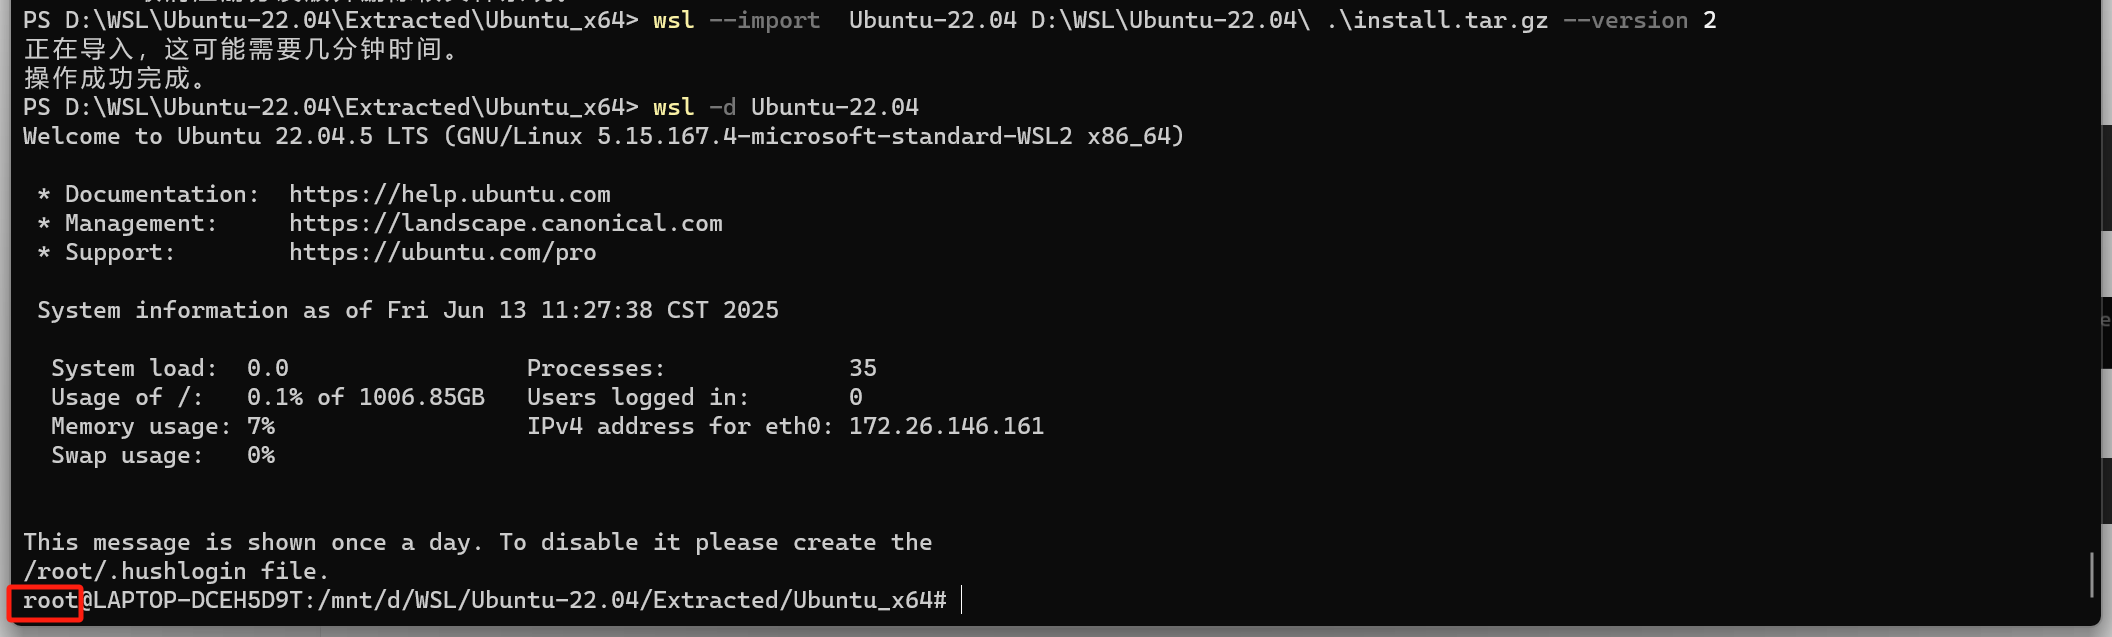 PS D:\WSL\Ubuntu-22.04\Extracted\Ubuntu_x64> wsl --import  Ubuntu-22.04 D:\WSL\Ubuntu-22.04\ .\install.tar.gz --version 2
正在导入，这可能需要几分钟时间。
操作成功完成。
PS D:\WSL\Ubuntu-22.04\Extracted\Ubuntu_x64> wsl -d Ubuntu-22.04
Welcome to Ubuntu 22.04.5 LTS (GNU/Linux 5.15.167.4-microsoft-standard-WSL2 x86_64)
* Documentation:  https://help.ubuntu.com
* Management:     https://landscape.canonical.com
* Support:        https://ubuntu.com/pro
System information as of Fri Jun 13 11:27:38 CST 2025
System load:  0.0                 Processes:             35
Usage of /:   0.1% of 1006.85GB   Users logged in:       0
Memory usage: 7%                  IPv4 address for eth0: 172.26.146.161
Swap usage:   0%
This message is shown once a day. To disable it please create the
/root/.hushlogin file.
root@LAPTOP-DCEH5D9T:/mnt/d/WSL/Ubuntu-22.04/Extracted/Ubuntu_x64#